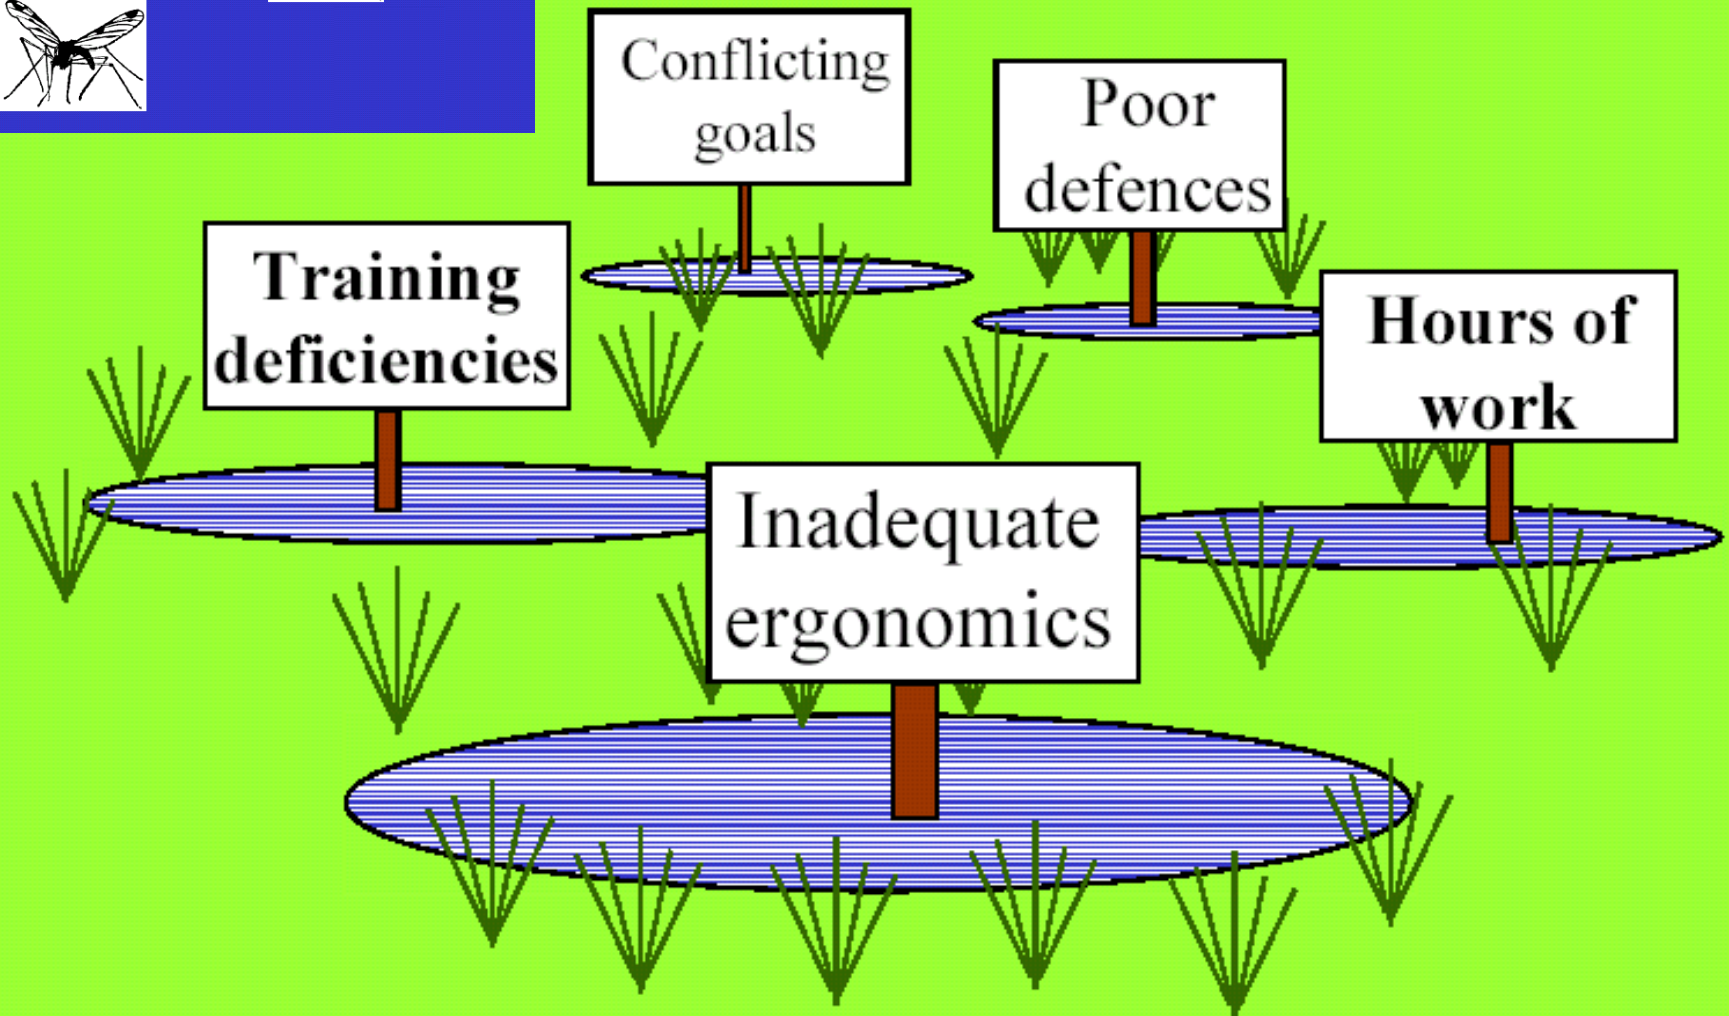 Conflicting
goals
Poor
defences
Training
deficiencies
Hours of
work
Inadequate
ergonomics